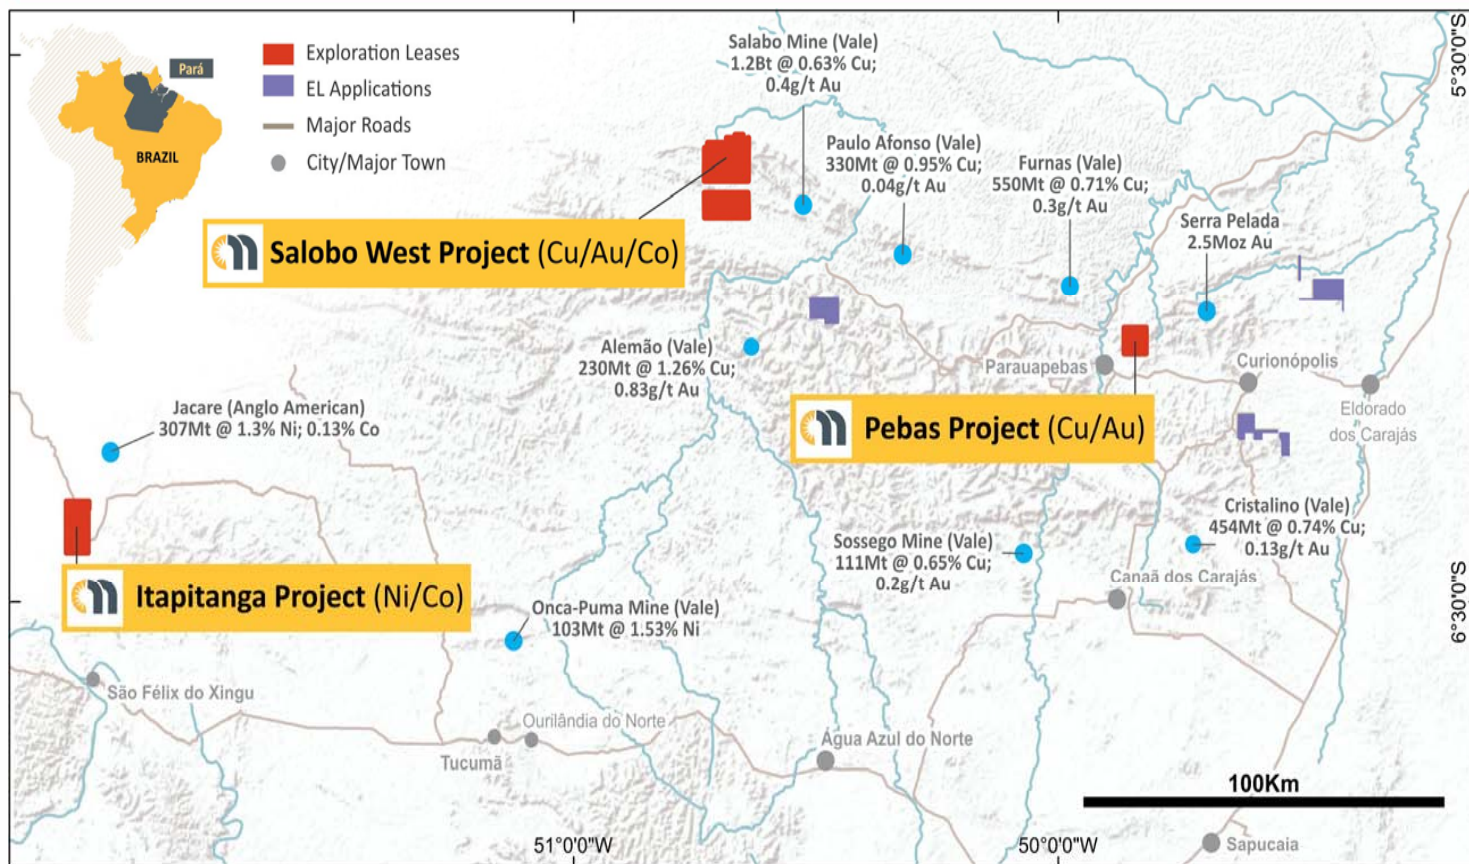 Pará
BRAZIL
Exploration Leases
EL Applications
Major Roads
City/Major Town
Salabo Mine (Vale)
1.2Bt @ 0.63% Cu;
0.4g/t Au
Paulo Afonso (Vale)
330Mt @ 0.95% Cu;
0.04g/t Au
Furnas (Vale)
550Mt @ 0.71% Cu;
0.3g/t Au
Serra Pelada
2.5Moz Au
5°30'0"S
Salobo West Project (Cu/Au/Co)
Alemão (Vale)
230Mt @ 1.26% Cu;
0.83g/t Au
Parauapebas
Curionópolis
Eldorado
dos Carajás
Jacare (Anglo American)
307Mt @ 1.3% Ni; 0.13% Co
Pebas Project (Cu/Au)
Cristalino (Vale)
454Mt @ 0.74% Cu;
0.13g/t Au
Sossego Mine (Vale)
111Mt @ 0.65% Cu;
0.2g/t Au
Canaã dos Carajás
Itapitanga Project (Ni/Co)
Onca-Puma Mine (Vale)
103Mt @ 1.53% Ni
6°30'0"S
São Félix do Xingu
Ourilândia do Norte
Tucumã
Água Azul do Norte
100Km
51°0'0"W
50°0'0"W
Sapucaia